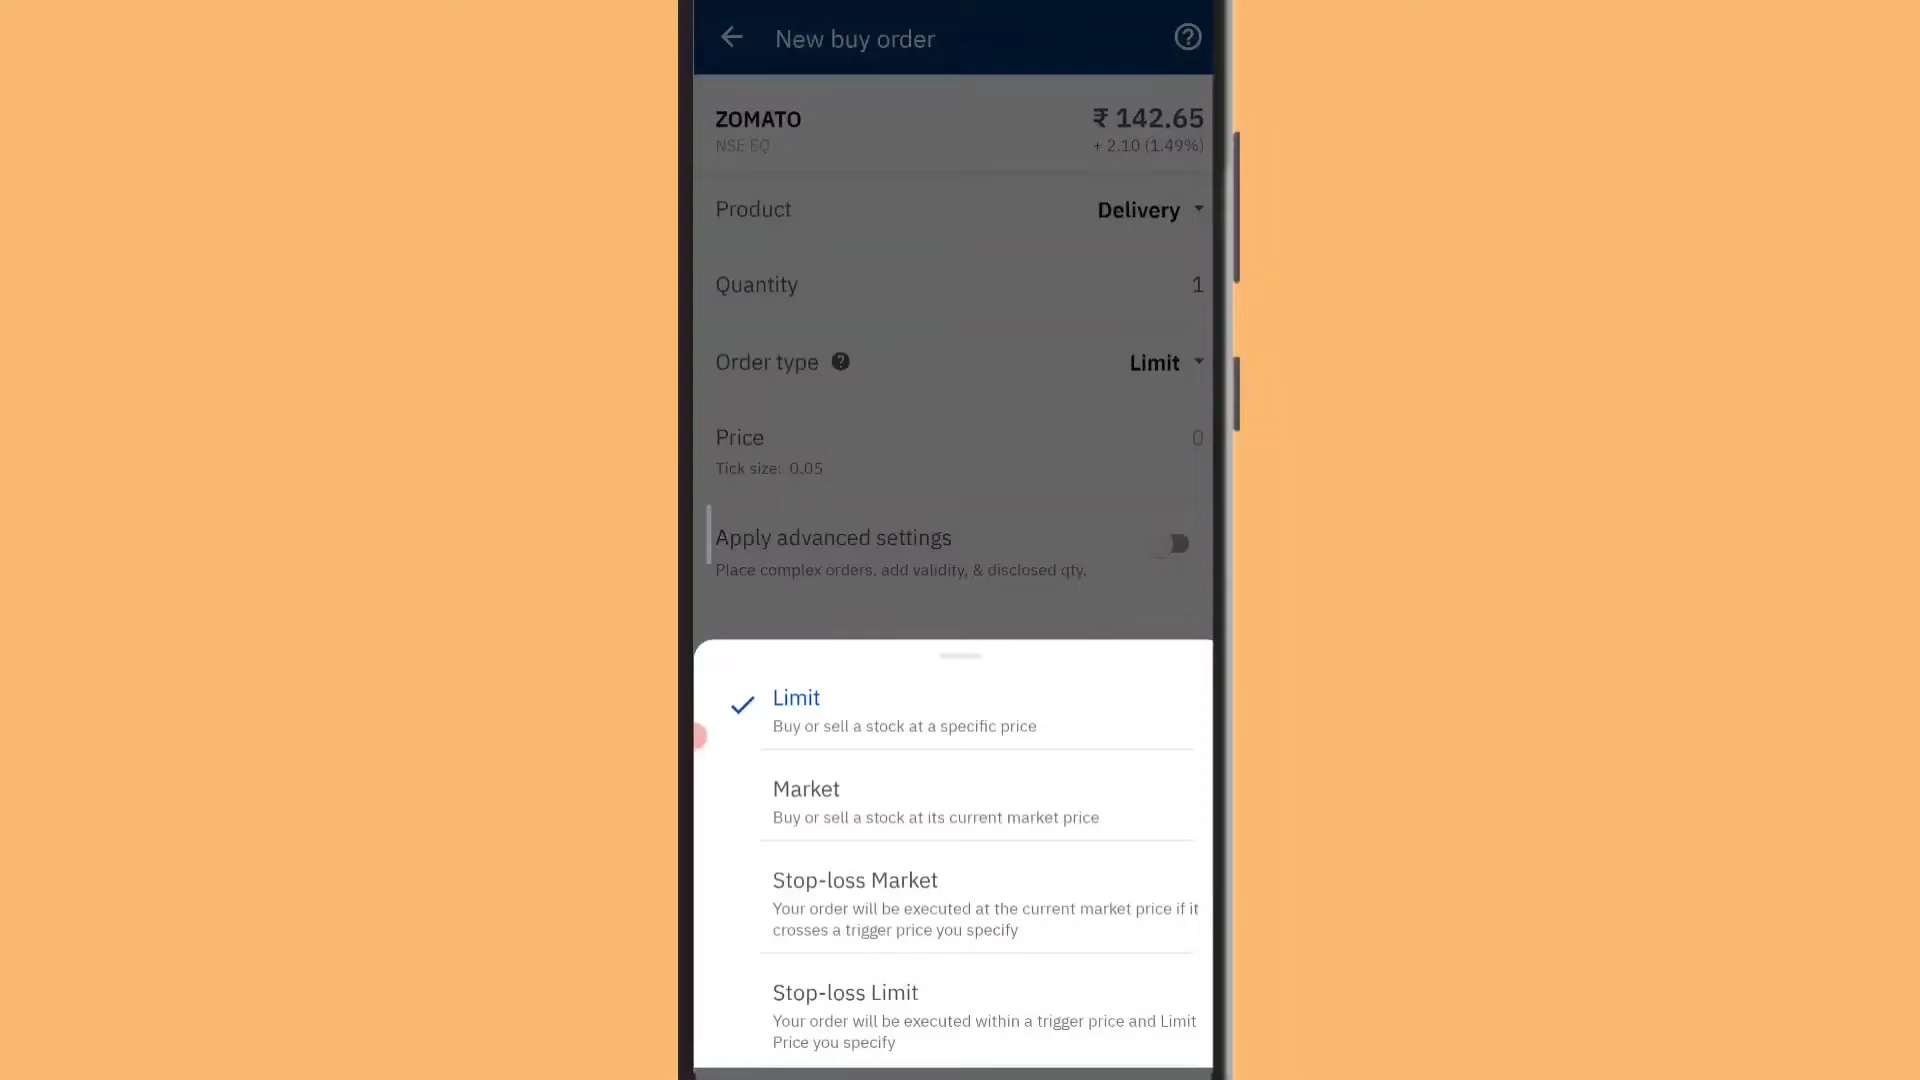 New buy order
ZOMATO
₹ 142.65
NSE EQ
+ 2.10 (1.49%)
Product
Delivery
Quantity
1
Order type
Limit
Price
0
Tick size: 0.05
Apply advanced settings
Place complex orders, add validity, & disclosed qty.
Limit
Buy or sell a stock at a specific price
Market
Buy or sell a stock at its current market price
Stop-loss Market
Your order will be executed at the current market price if it
crosses a trigger price you specify
Stop-loss Limit
Your order will be executed within a trigger price and Limit
Price you specify